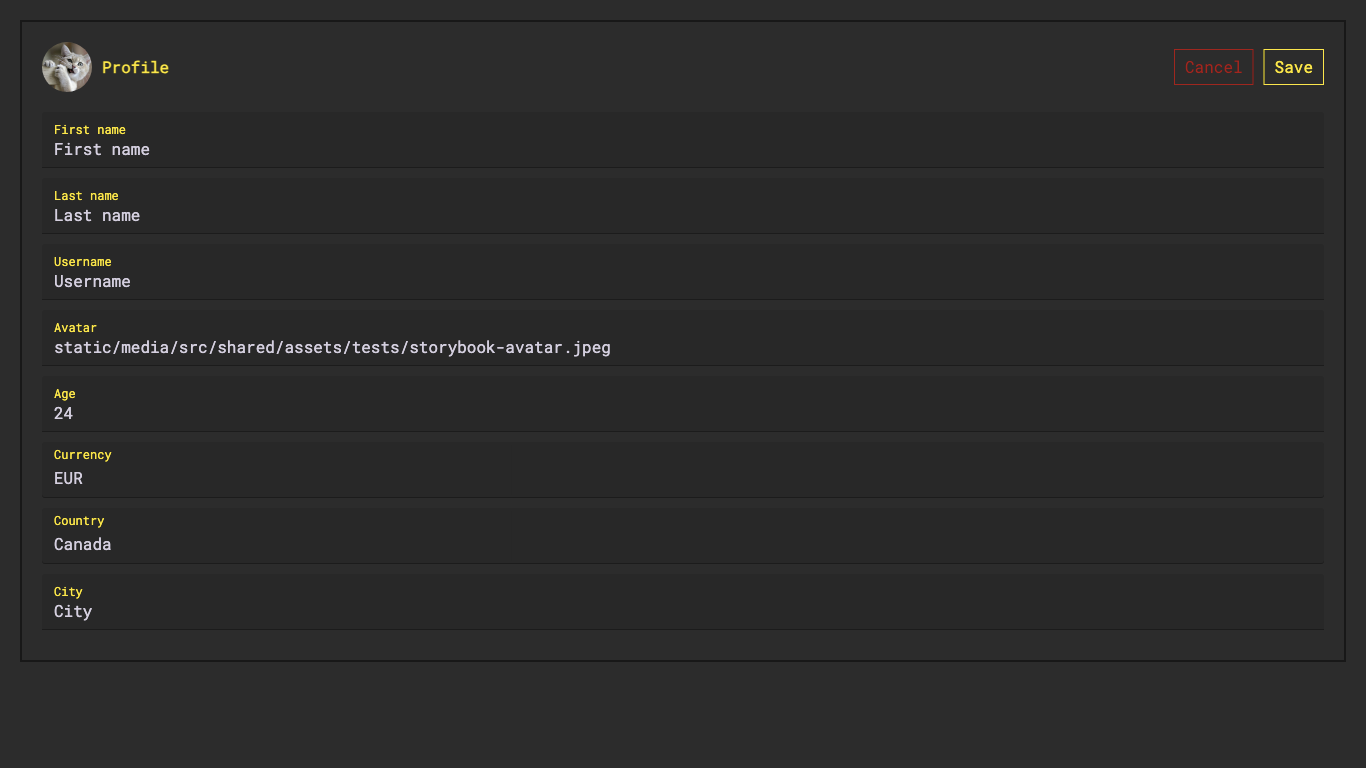 Profile
Cancel
Save
First name
First name
Last name
Last name
Username
Username
Avatar
static/media/src/shared/assets/tests/storybook-avatar.jpeg
Age
24
Currency
EUR
Country
Canada
City
City